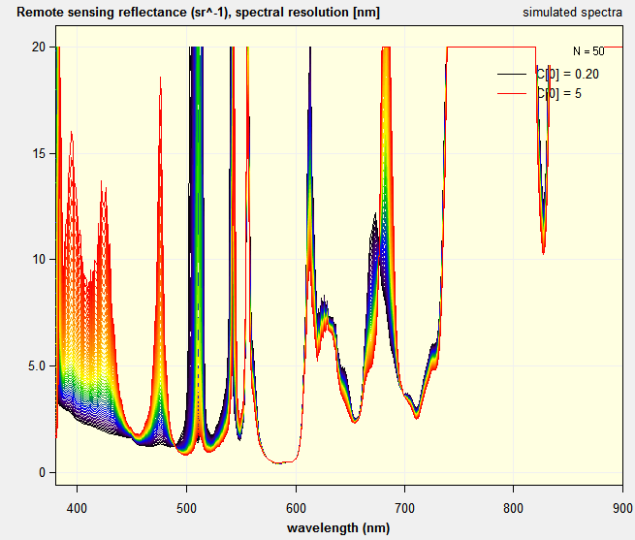 Remote sensing reflectance (sr^-1), spectral resolution [nm]
simulated spectra
20
15
10
5.0
0
N = 50
C[0] = 0.20
C[0] = 5
400
500
600
700
800
900
wavelength (nm)